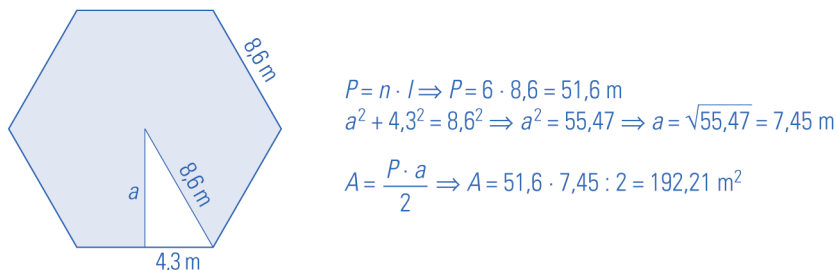 8,6 m
P = n · l ⇒ P = 6 · 8,6 = 51,6 m
a² + 4,3² = 8,6² ⇒ a² = 55,47 ⇒ a = √55,47 = 7,45 m
8,6 m
a
A = P · a / 2 ⇒ A = 51,6 · 7,45 : 2 = 192,21 m²
4,3 m